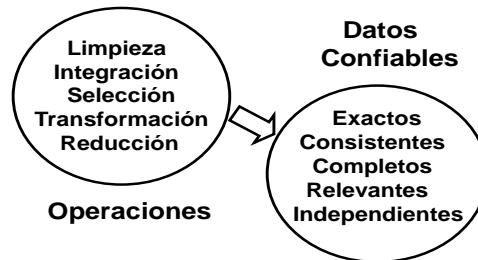 Limpieza
Integración
Selección
Transformación
Reducción
Operaciones
Datos
Confiables
Exactos
Consistentes
Completos
Relevantes
Independientes